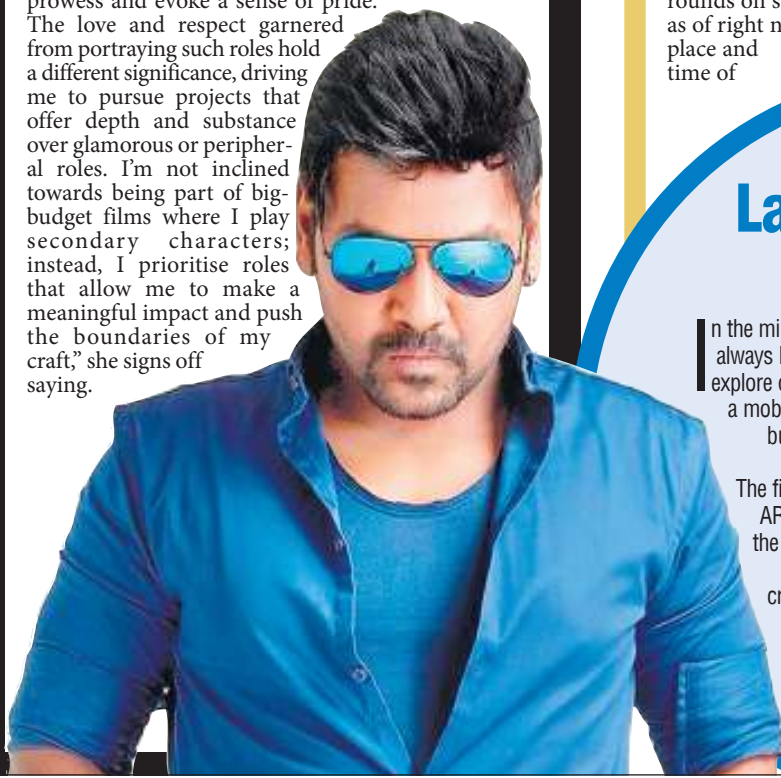 prowess and evoke a sense of pride.
The love and respect garnered
from portraying such roles hold
a different significance, driving
me to pursue projects that
offer depth and substance
over glamorous or peripher-
al roles. I’m not inclined
towards being part of big-
budget films where I play
secondary characters;
instead, I prioritise roles
that allow me to make a
meaningful impact and push
the boundaries of my
craft,” she signs off
saying.
rounds on s
as of right n
place and
time of
La
In the mi
always
explore
a mob
bu
The fi
AP
the
cr